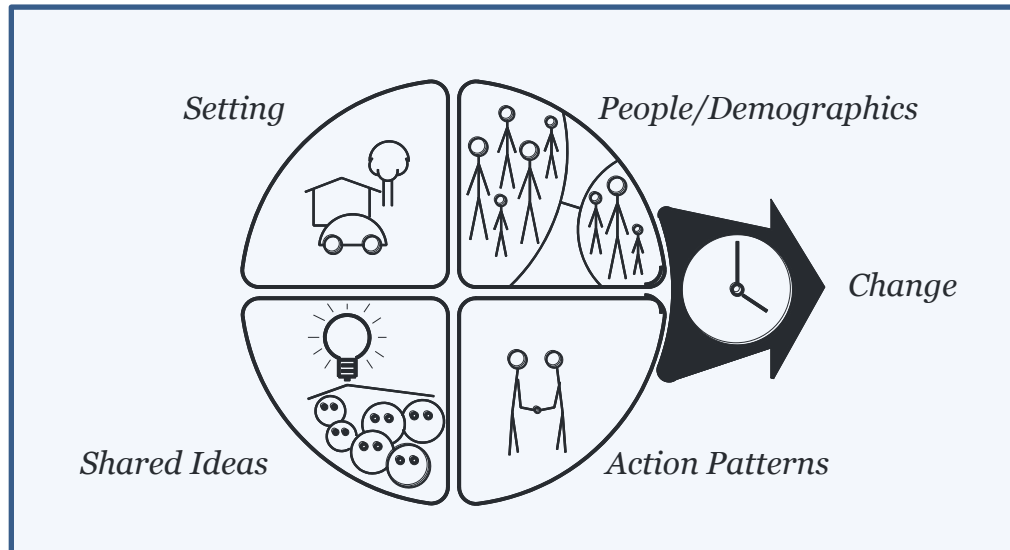 Setting
People/Demographics
Change
Shared Ideas
Action Patterns